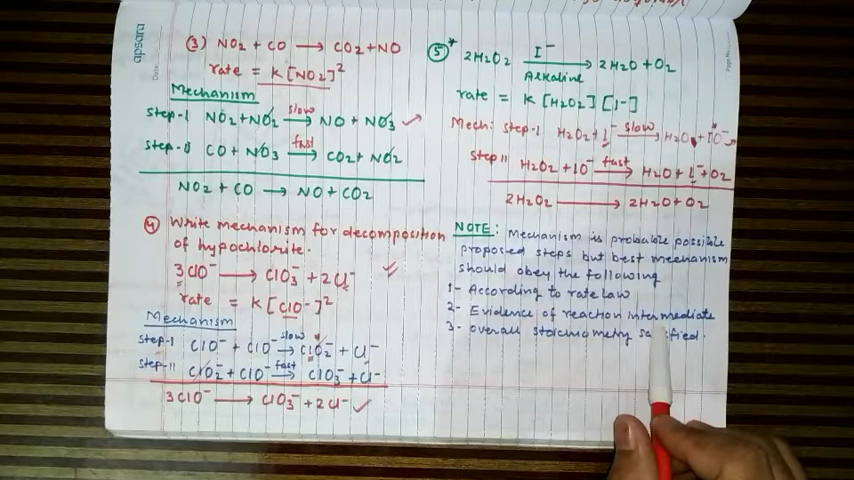 apsara
Date
Page No.
(3) NO₂ + CO ⟶ CO₂ + NO
rate = K[NO₂]²
Mechanism
Step-I NO₂ + NO₂ slow⟶ NO + NO₃ ✓
Step-II CO + NO₃ fast⟶ CO₂ + NO₂
NO₂ + CO ⟶ NO + CO₂
(4) Write mechanism for decomposition
of hypochlorite.
3ClO⁻ ⟶ ClO₃⁻ + 2Cl⁻ ✓
rate = K[ClO⁻]²
Mechanism
Step-I ClO⁻ + ClO⁻ slow⟶ ClO₂⁻ + Cl⁻
Step-II ClO₂⁻ + ClO⁻ fast⟶ ClO₃⁻ + Cl⁻
3ClO⁻ ⟶ ClO₃⁻ + 2Cl⁻ ✓
(5)* 2H₂O₂ I⁻⟶Alkaline 2H₂O + O₂
rate = K[H₂O₂][I⁻]
Mech: Step-I H₂O₂ + I⁻ slow⟶ H₂O + IO⁻
Step II H₂O₂ + IO⁻ fast⟶ H₂O + I⁻ + O₂
2H₂O₂ ⟶ 2H₂O + O₂
NOTE: Mechanism is probable possible
proposed steps but best mechanism
should obey the following
1- According to rate law
2- Evidence of reaction intermediate
3- overall stoichiometry satisfied.